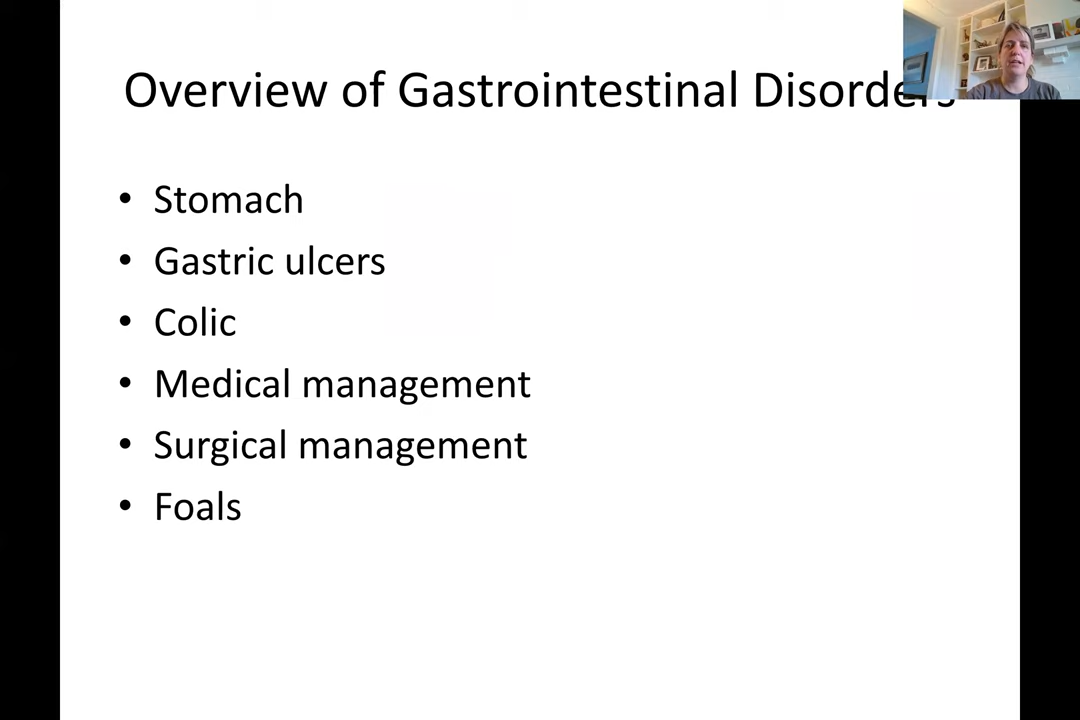 Overview of Gastrointestinal Disorders
• Stomach
• Gastric ulcers
• Colic
• Medical management
• Surgical management
• Foals